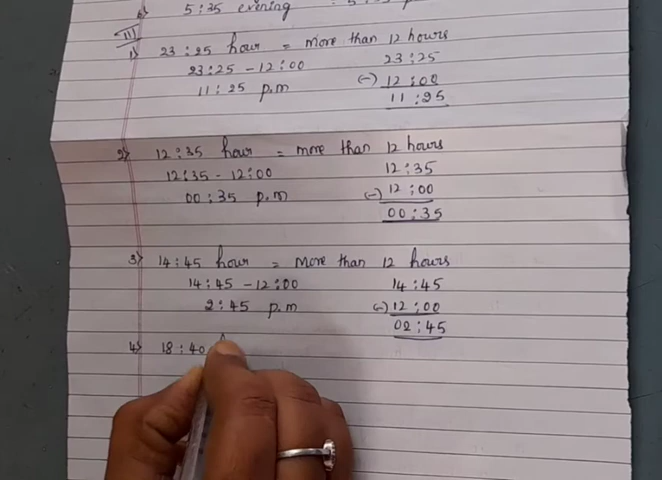 5:35 evening
III
1) 23:25 hour = more than 12 hours
23:25 - 12:00 23:25
11:25 p.m (-) 12:00
11:25
2) 12:35 hour = more than 12 hours
12:35 - 12:00 12:35
00:35 p.m (-) 12:00
00:35
3) 14:45 hour = more than 12 hours
14:45 - 12:00 14:45
2:45 p.m (-) 12:00
02:45
4) 18:40